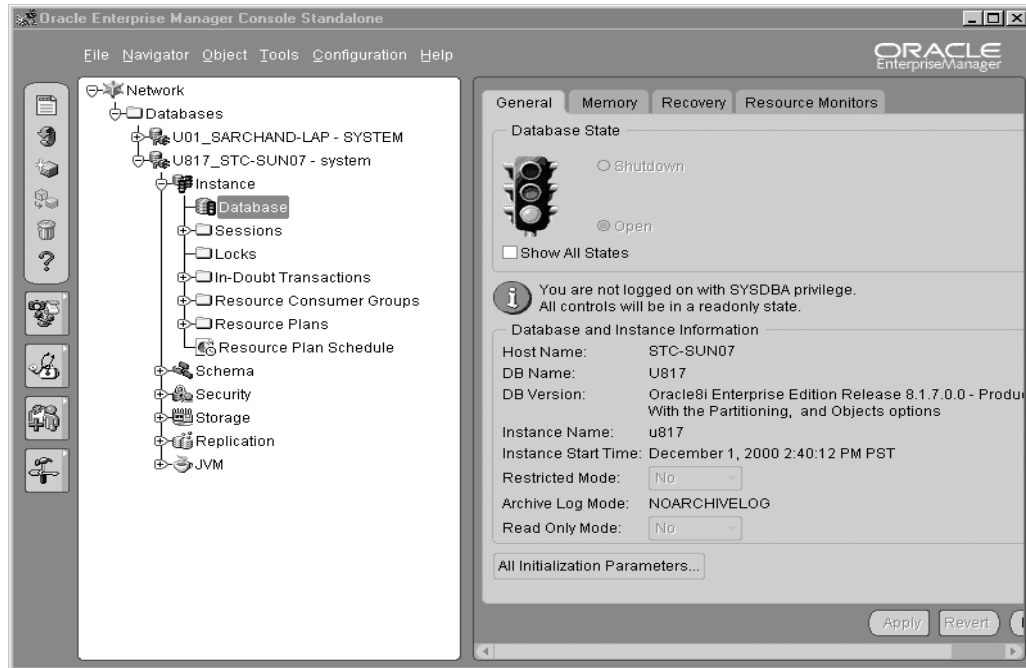 Oracle Enterprise Manager Console Standalone
File Navigator Object Tools Configuration Help
ORACLE
EnterpriseManager
Network
Databases
U01_SARCHAND-LAP - SYSTEM
U817_STC-SUN07 - system
Instance
Database
Sessions
Locks
In-Doubt Transactions
Resource Consumer Groups
Resource Plans
Resource Plan Schedule
Schema
Security
Storage
Replication
JVM
General Memory Recovery Resource Monitors
Database State
Shutdown
Open
Show All States
You are not logged on with SYSDBA privilege.
All controls will be in a readonly state.
Database and Instance Information
Host Name: STC-SUN07
DB Name: U817
DB Version: Oracle8i Enterprise Edition Release 8.1.7.0.0 - Produ
With the Partitioning, and Objects options
Instance Name: u817
Instance Start Time: December 1, 2000 2:40:12 PM PST
Restricted Mode: No
Archive Log Mode: NOARCHIVELOG
Read Only Mode: No
All Initialization Parameters...
Apply Revert